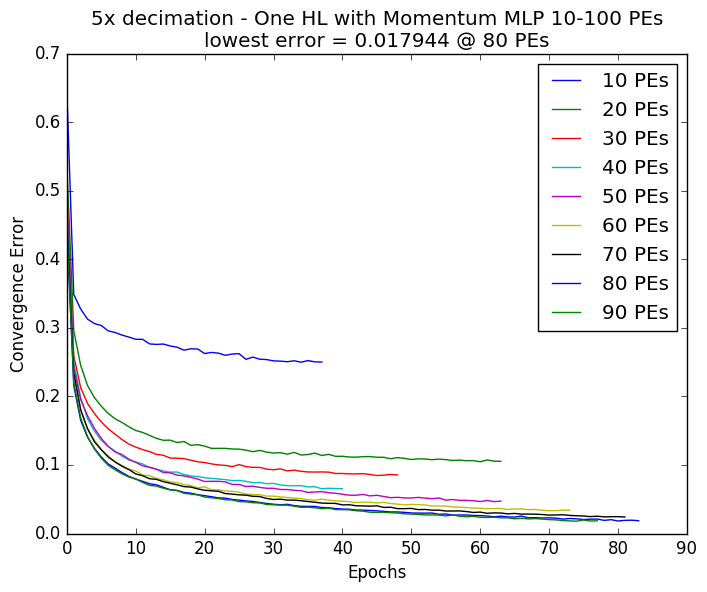 5x decimation - One HL with Momentum MLP 10-100 PEs
lowest error = 0.017944 @ 80 PEs
0.7
0.6
0.5
0.4
0.3
0.2
0.1
0.0
Convergence Error
10 PEs
20 PEs
30 PEs
40 PEs
50 PEs
60 PEs
70 PEs
80 PEs
90 PEs
0 10 20 30 40 50 60 70 80 90
Epochs